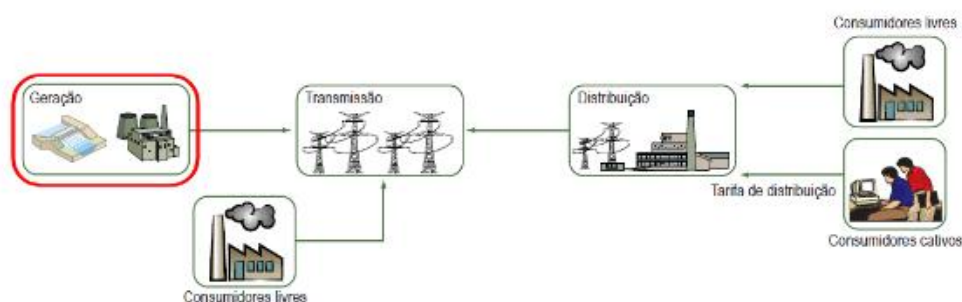 Consumidores livres
Geração
Transmissão
Distribuição
Tarifa de distribuição
Consumidores cativos
Consumidores livres